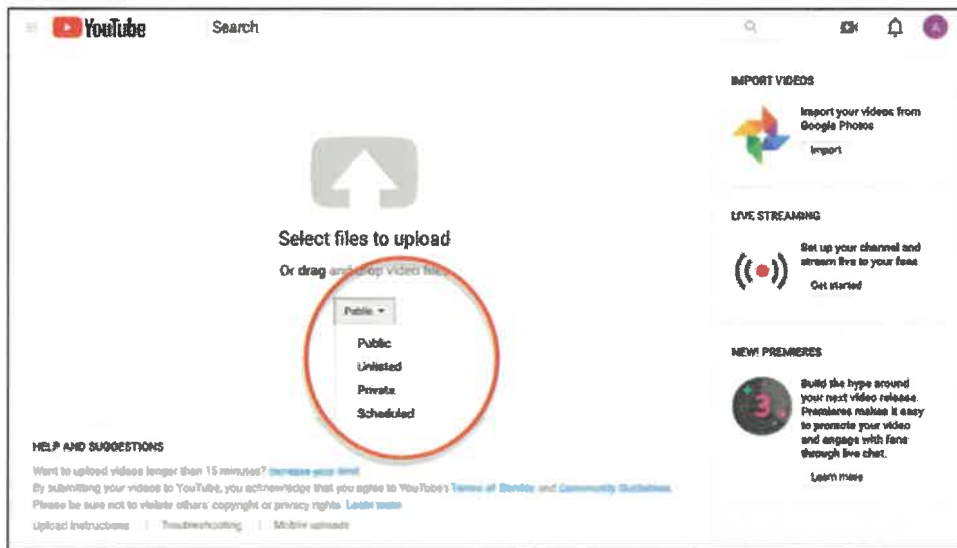 YouTube
Search
A
Select files to upload
Or drag and drop video files
Public
Public
Unlisted
Private
Scheduled
IMPORT VIDEOS
Import your videos from
Google Photos
Import
LIVE STREAMING
Set up your channel and
stream live to your fans
Get started
NEW! PREMIERES
3
Build the hype around
your next video release.
Premieres makes it easy
to promote your video
and engage with fans
through live chat.
Learn more
HELP AND SUGGESTIONS
Want to upload videos longer than 15 minutes? Increase your limit
By submitting your videos to YouTube, you acknowledge that you agree to YouTube's Terms of Service and Community Guidelines.
Please be sure not to violate others' copyright or privacy rights. Learn more
Upload instructions | Troubleshooting | Mobile uploads